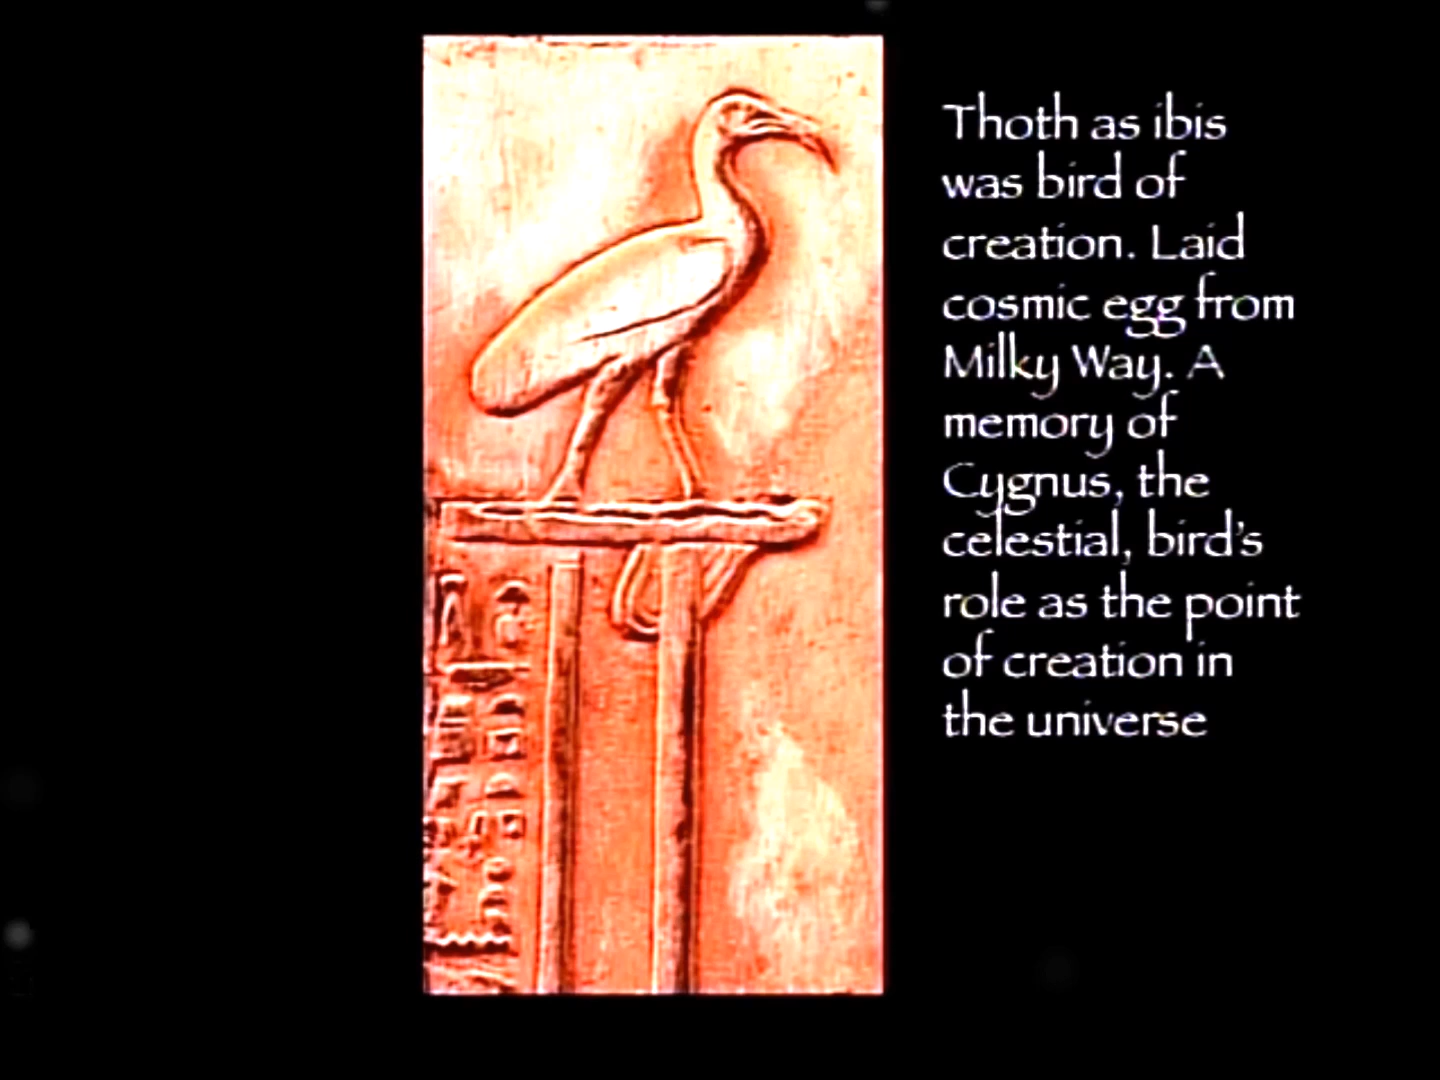 Thoth as ibis
was bird of
creation. Laid
cosmic egg from
Milky Way. A
memory of
Cygnus, the
celestial, bird's
role as the point
of creation in
the universe